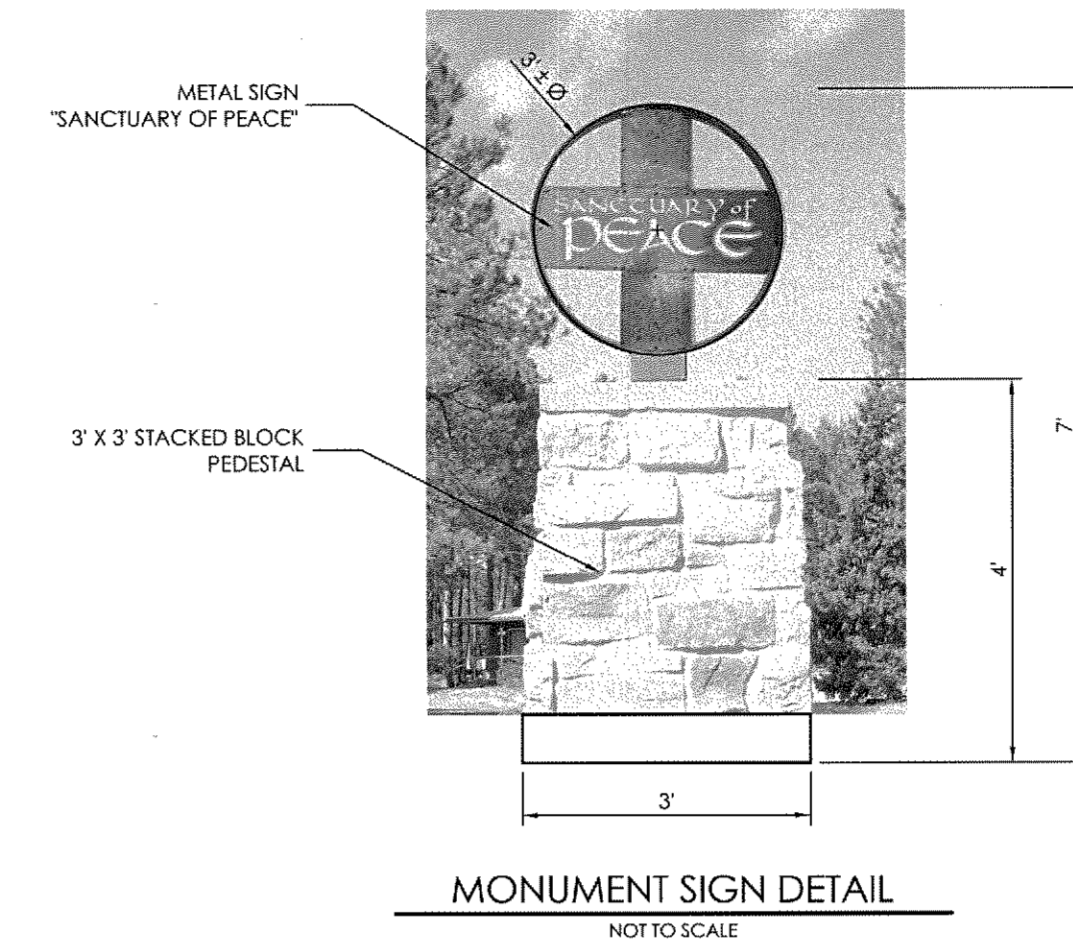 METAL SIGN
"SANCTUARY OF PEACE"
3'±Ø
SANCTUARY of
PEACE
3' X 3' STACKED BLOCK
PEDESTAL
7'
4'
3'
MONUMENT SIGN DETAIL
NOT TO SCALE